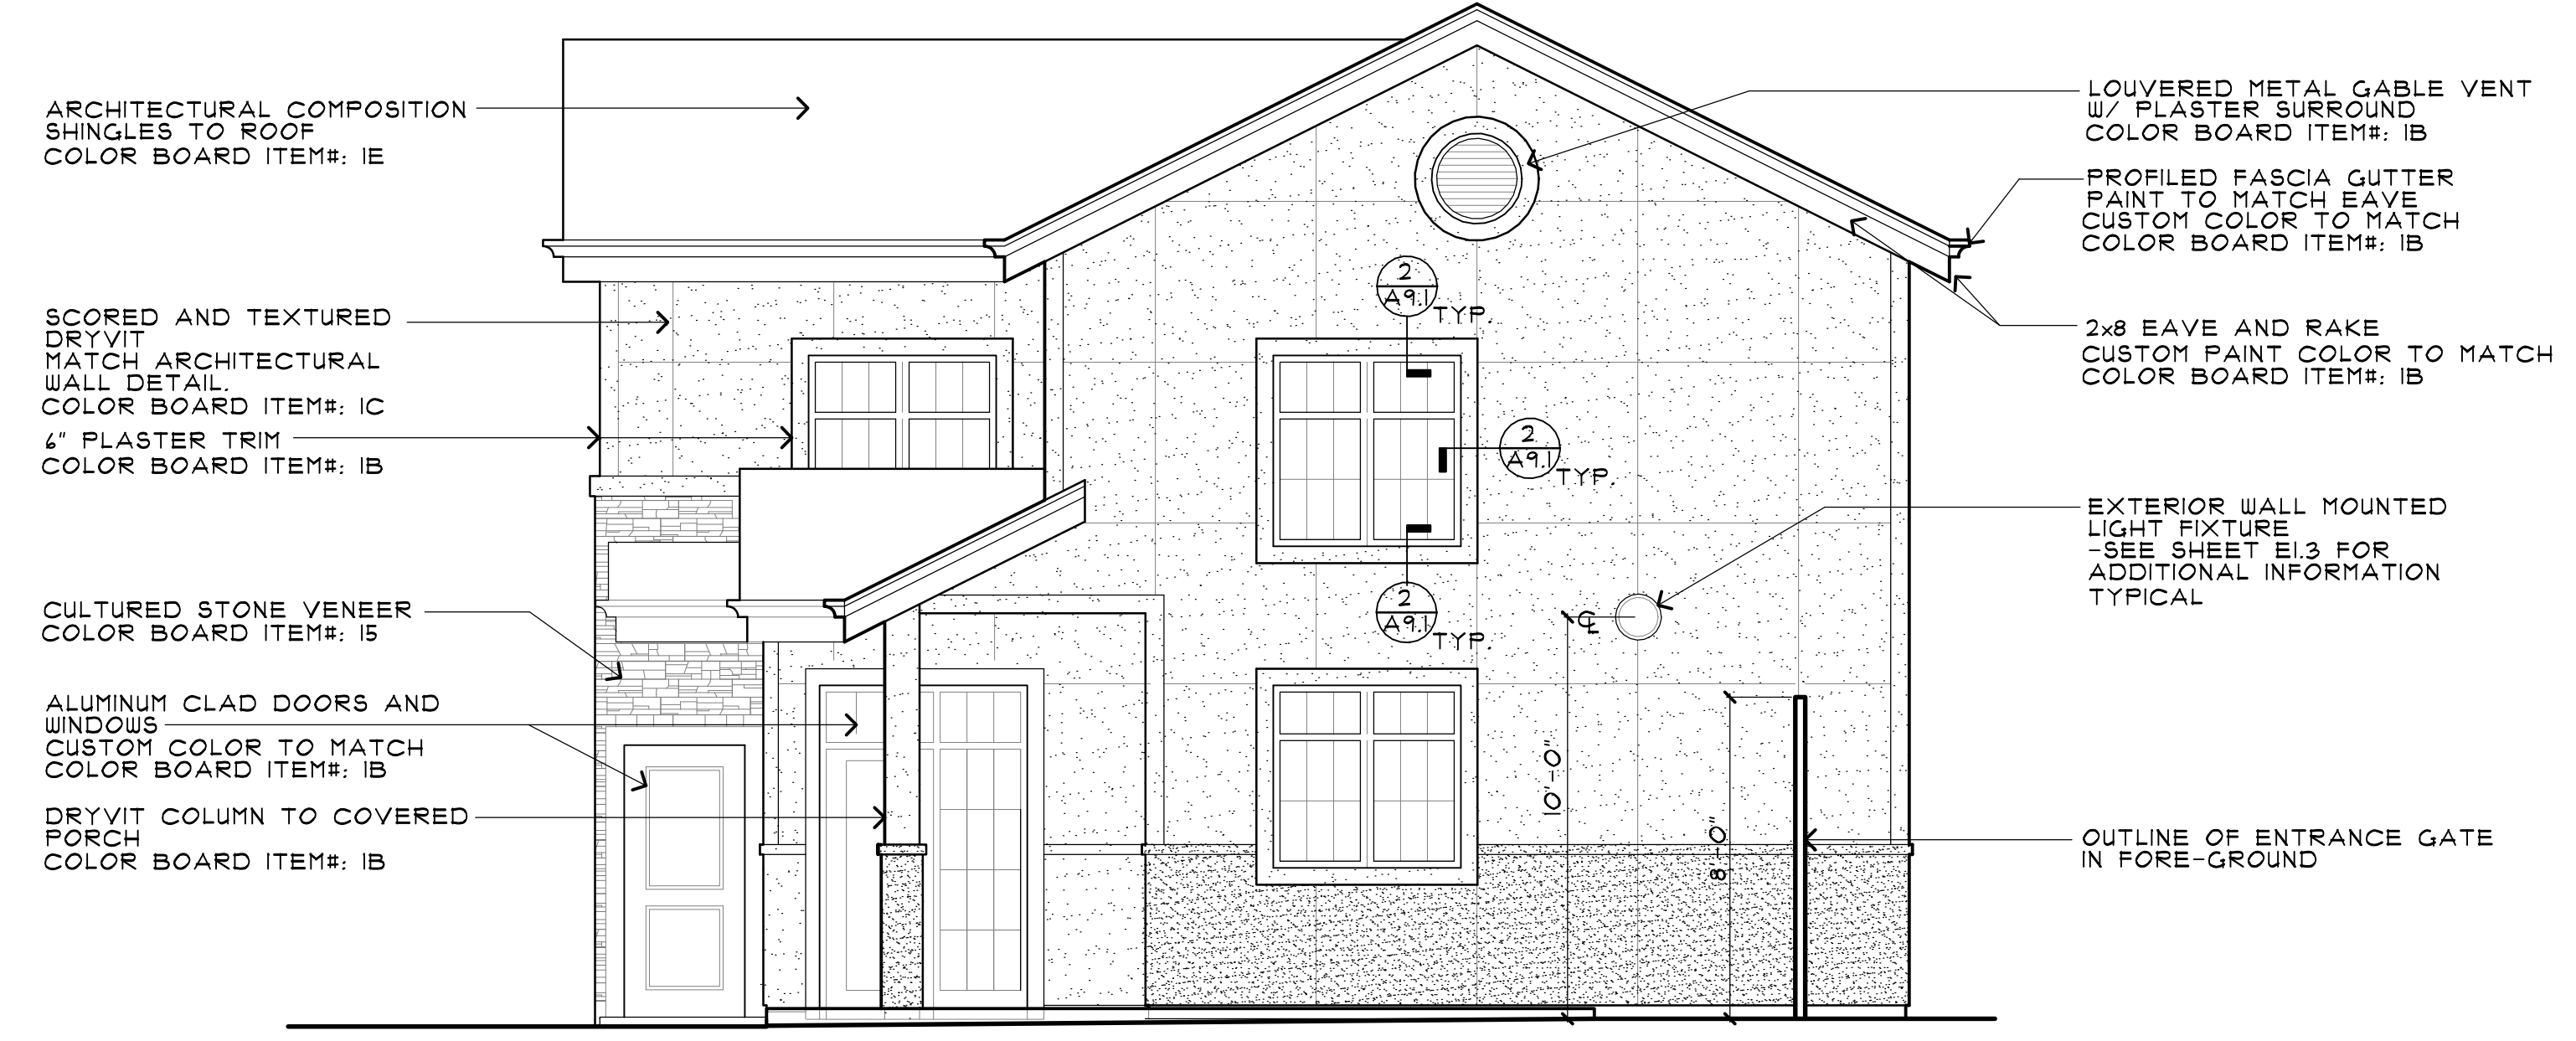 ARCHITECTURAL COMPOSITION
SHINGLES TO ROOF
COLOR BOARD ITEM#: 1E
SCORED AND TEXTURED
DRYVIT
MATCH ARCHITECTURAL
WALL DETAIL.
COLOR BOARD ITEM#: 1C
6" PLASTER TRIM
COLOR BOARD ITEM#: 1B
CULTURED STONE VENEER
COLOR BOARD ITEM#: 15
ALUMINUM CLAD DOORS AND
WINDOWS
CUSTOM COLOR TO MATCH
COLOR BOARD ITEM#: 1B
DRYVIT COLUMN TO COVERED
PORCH
COLOR BOARD ITEM#: 1B
2
A9.1
TYP.
2
A9.1
TYP.
2
A9.1
TYP.
℄
10'-0"
8'-0"
LOUVERED METAL GABLE VENT
W/ PLASTER SURROUND
COLOR BOARD ITEM#: 1B
PROFILED FASCIA GUTTER
PAINT TO MATCH EAVE
CUSTOM COLOR TO MATCH
COLOR BOARD ITEM#: 1B
2x8 EAVE AND RAKE
CUSTOM PAINT COLOR TO MATCH
COLOR BOARD ITEM#: 1B
EXTERIOR WALL MOUNTED
LIGHT FIXTURE
-SEE SHEET E1.3 FOR
ADDITIONAL INFORMATION
TYPICAL
OUTLINE OF ENTRANCE GATE
IN FORE-GROUND